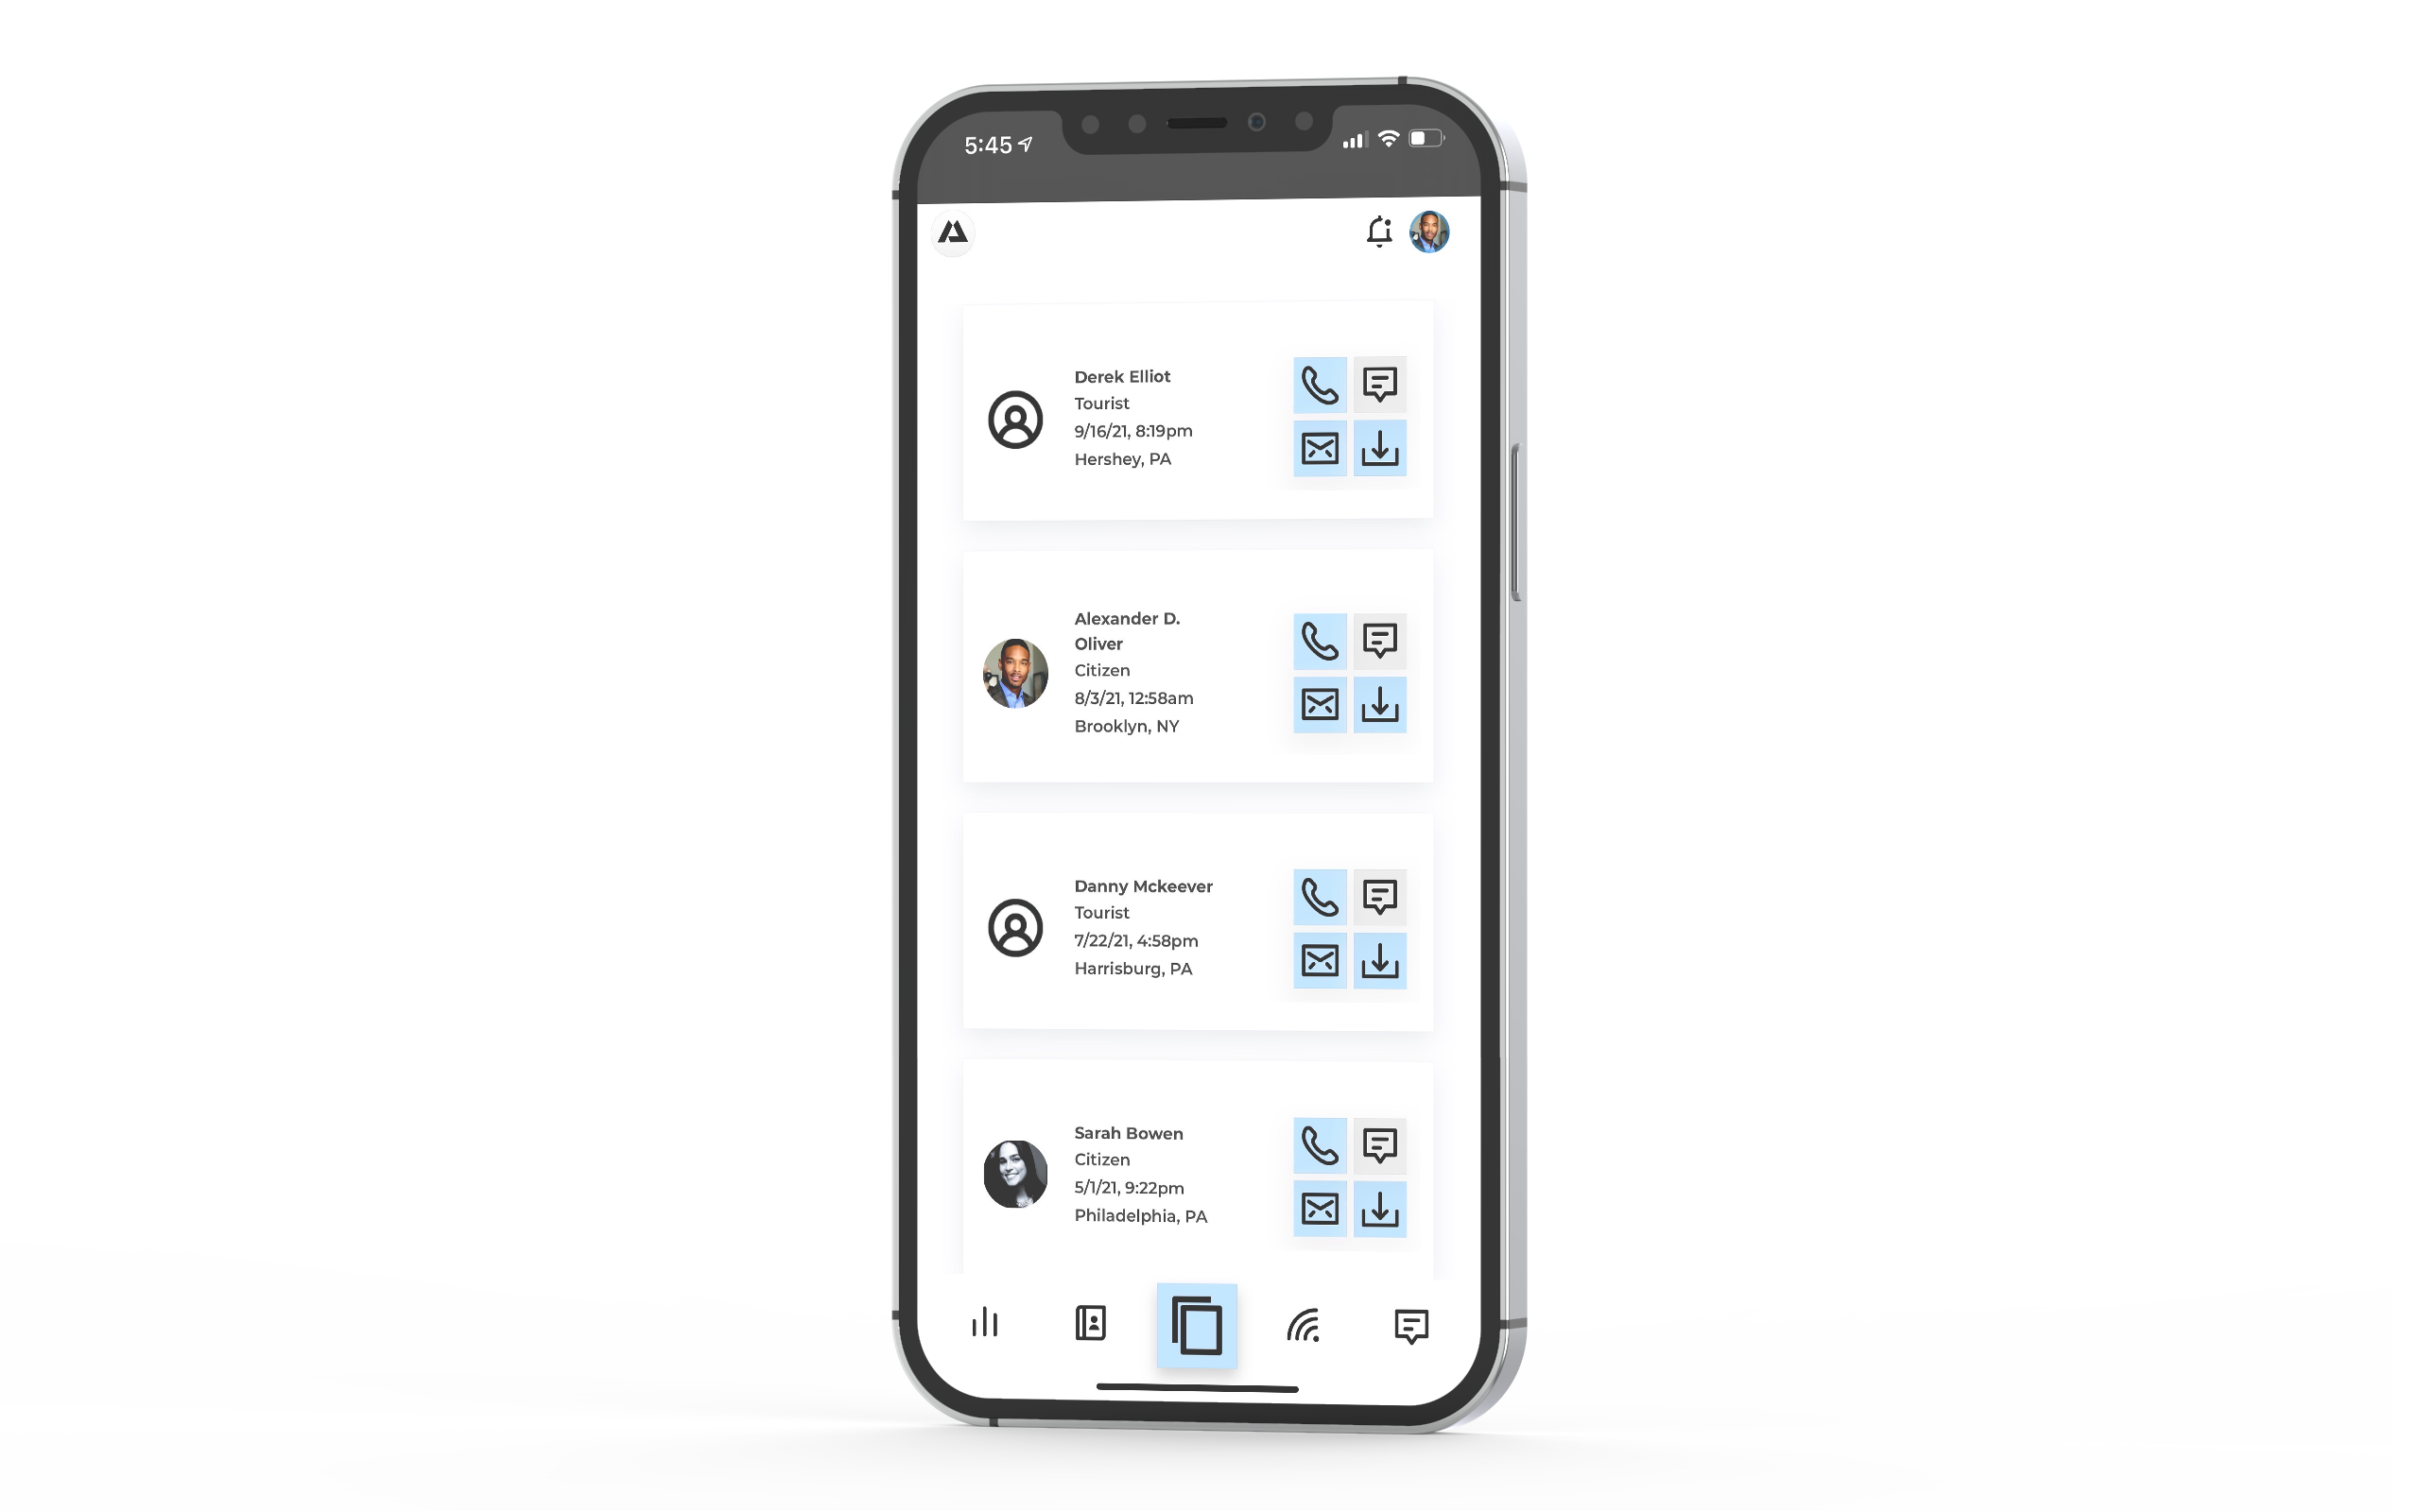 5:45
Derek Elliot
Tourist
9/16/21, 8:19pm
Hershey, PA
Alexander D.
Oliver
Citizen
8/3/21, 12:58am
Brooklyn, NY
Danny Mckeever
Tourist
7/22/21, 4:58pm
Harrisburg, PA
Sarah Bowen
Citizen
5/1/21, 9:22pm
Philadelphia, PA